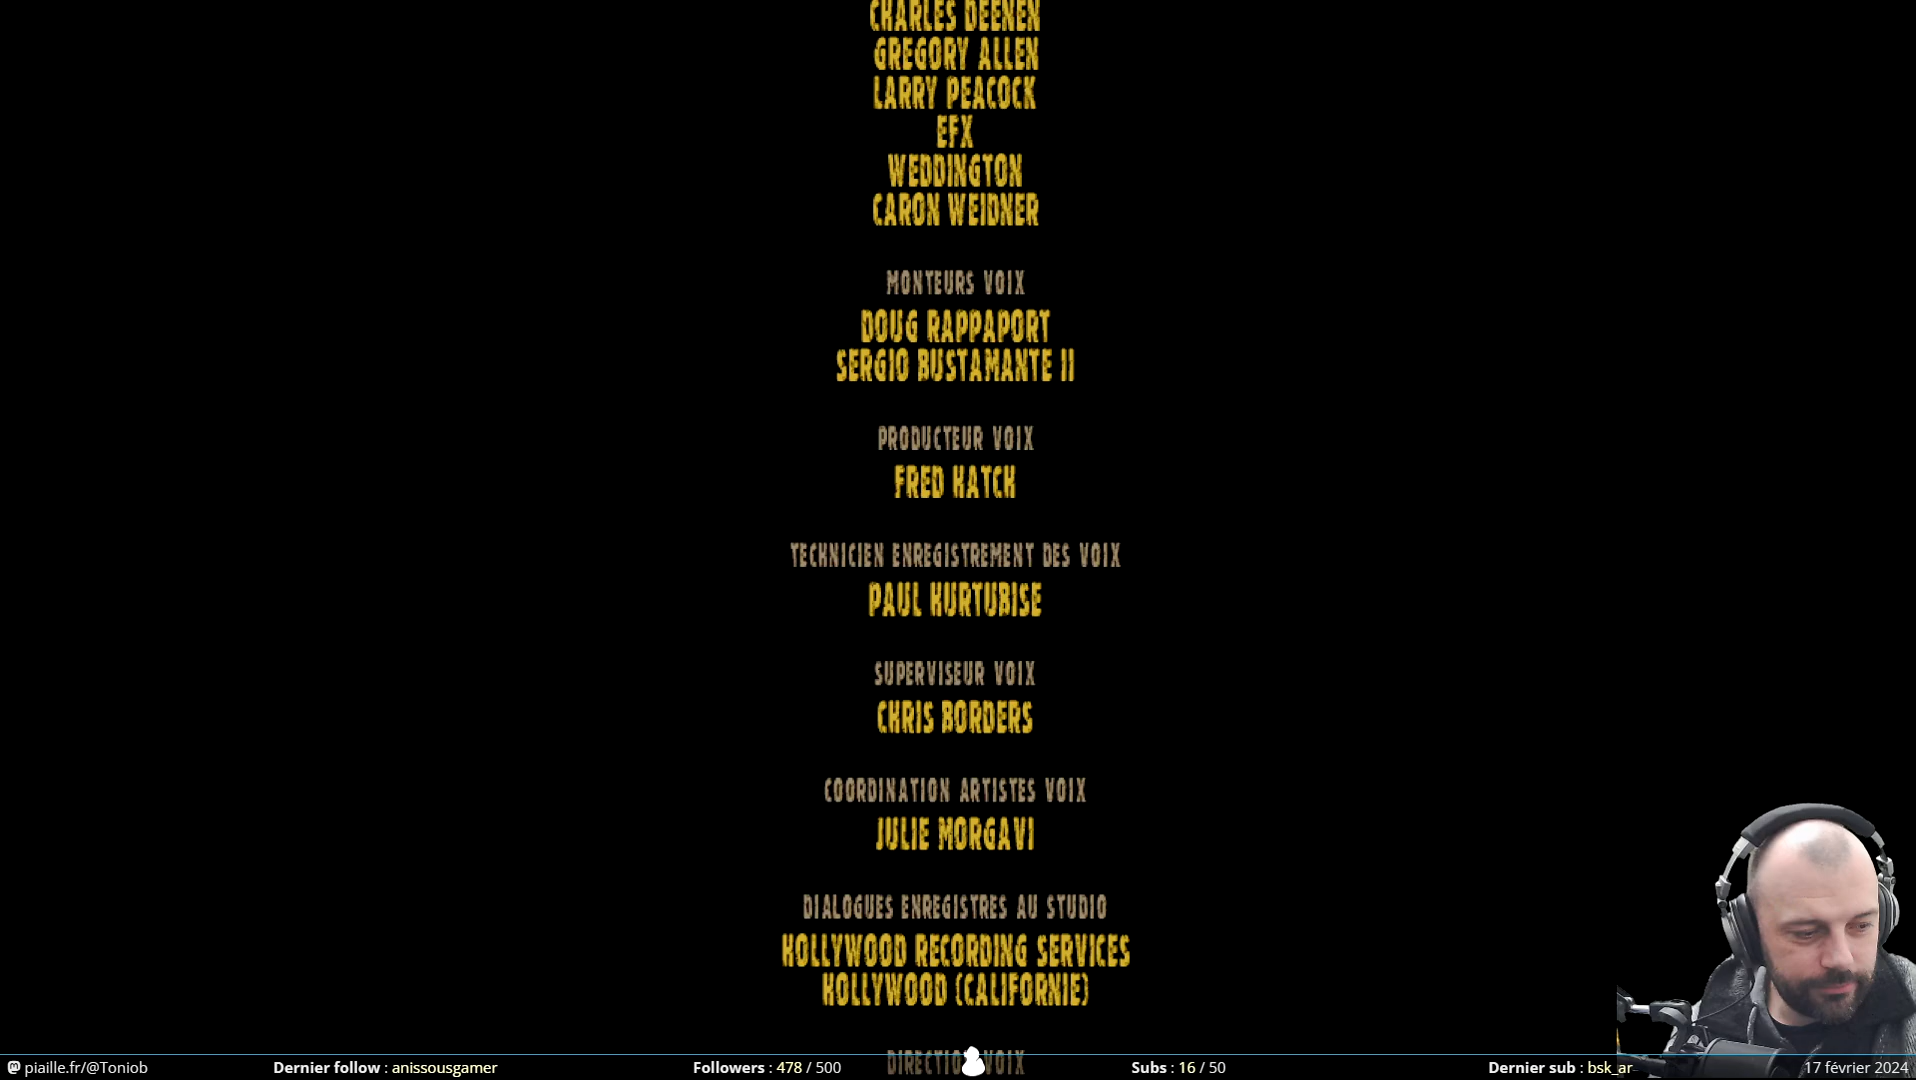 CHARLES DEENEN
GREGORY ALLEN
LARRY PEACOCK
EFX
WEDDINGTON
CARON WEIDNER
MONTEURS VOIX
DOUG RAPPAPORT
SERGIO BUSTAMANTE II
PRODUCTEUR VOIX
FRED HATCH
TECHNICIEN ENREGISTREMENT DES VOIX
PAUL HURTUBISE
SUPERVISEUR VOIX
CHRIS BORDERS
COORDINATION ARTISTES VOIX
JULIE MORGAVI
DIALOGUES ENREGISTRES AU STUDIO
HOLLYWOOD RECORDING SERVICES
HOLLYWOOD (CALIFORNIE)
DIRECTION VOIX
piaille.fr/@Toniob Dernier follow : anissousgamer Followers : 478 / 500 Subs : 16 / 50 Dernier sub : bsk_ar 17 février 2024